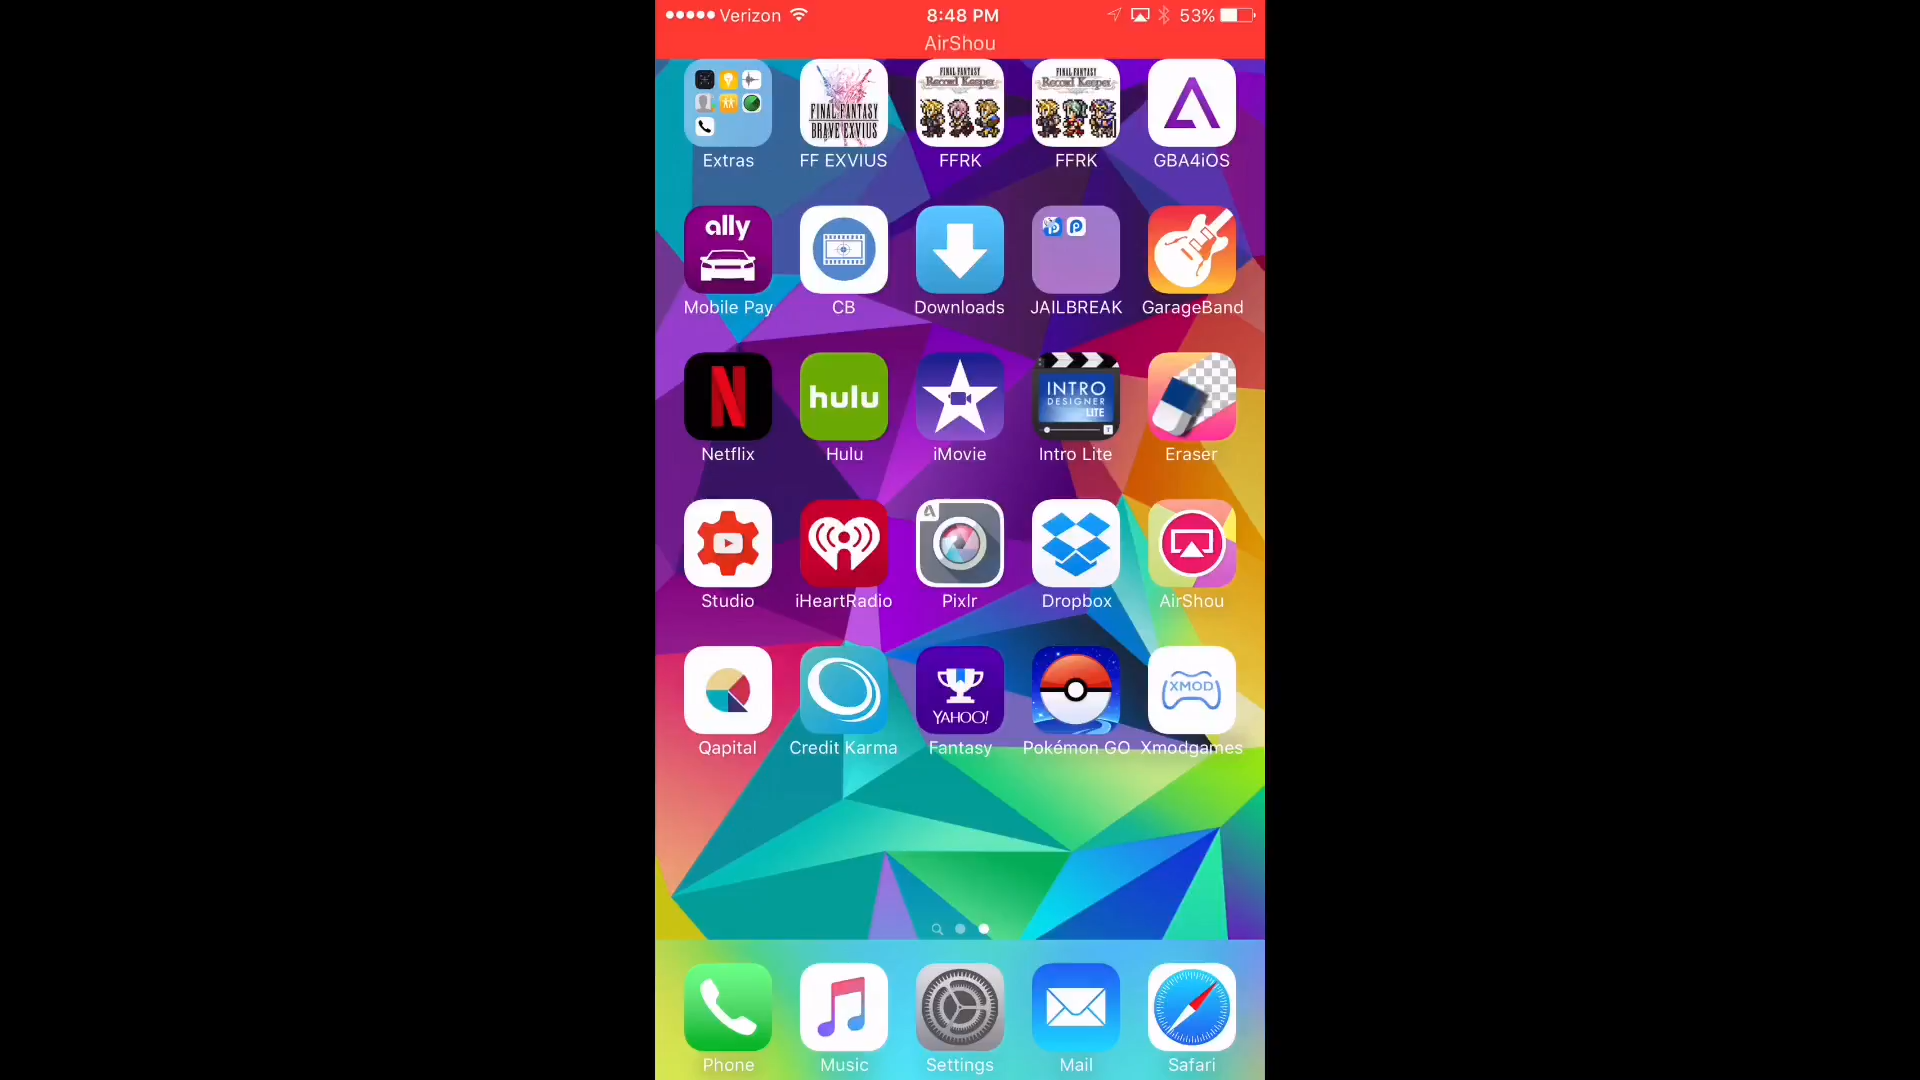 Verizon 8:48 PM 53%
AirShou
FINAL FANTASY BRAVE EXVIUS
FINAL FANTASY Record Keeper
FINAL FANTASY Record Keeper
Extras FF EXVIUS FFRK FFRK GBA4iOS
ally
Mobile Pay CB Downloads JAILBREAK GarageBand
hulu
INTRO
DESIGNER
LITE
Netflix Hulu iMovie Intro Lite Eraser
Studio iHeartRadio Pixlr Dropbox AirShou
XMOD
YAHOO!
Qapital Credit Karma Fantasy Pokémon GO Xmodgames
Phone Music Settings Mail Safari